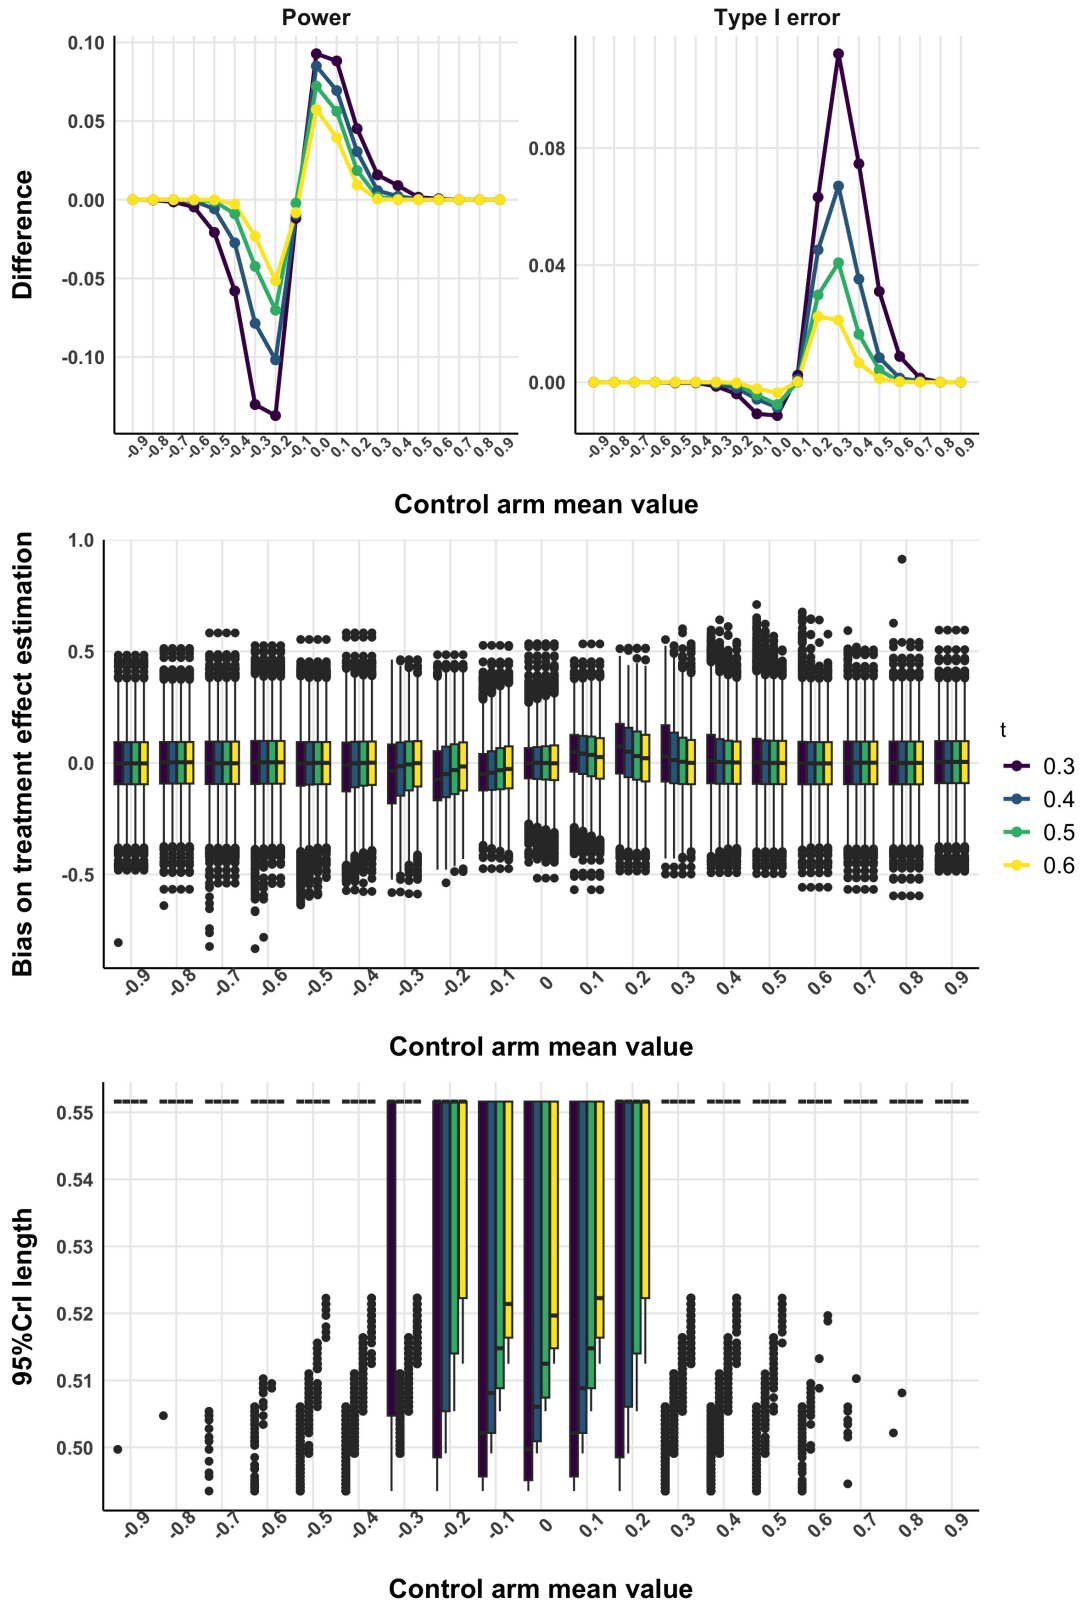 Power
Type I error
Difference
0.10
0.05
0.00
-0.05
-0.10
0.08
0.04
0.00
-0.9 -0.8 -0.7 -0.6 -0.5 -0.4 -0.3 -0.2 -0.1 0.0 0.1 0.2 0.3 0.4 0.5 0.6 0.7 0.8 0.9
-0.9 -0.8 -0.7 -0.6 -0.5 -0.4 -0.3 -0.2 -0.1 0.0 0.1 0.2 0.3 0.4 0.5 0.6 0.7 0.8 0.9
Control arm mean value
Bias on treatment effect estimation
1.0
0.5
0.0
-0.5
-0.9 -0.8 -0.7 -0.6 -0.5 -0.4 -0.3 -0.2 -0.1 0 0.1 0.2 0.3 0.4 0.5 0.6 0.7 0.8 0.9
Control arm mean value
t
0.3
0.4
0.5
0.6
95%CrI length
0.55
0.54
0.53
0.52
0.51
0.50
-0.9 -0.8 -0.7 -0.6 -0.5 -0.4 -0.3 -0.2 -0.1 0 0.1 0.2 0.3 0.4 0.5 0.6 0.7 0.8 0.9
Control arm mean value